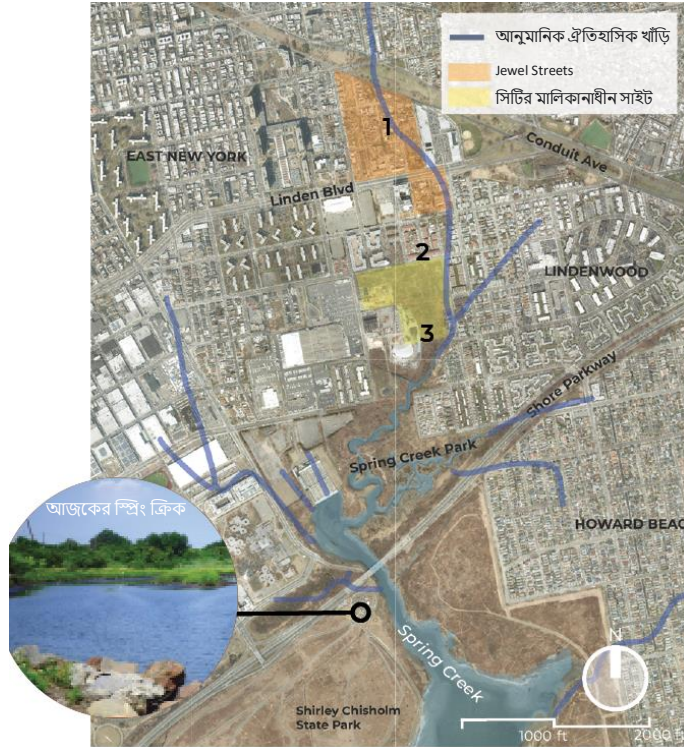 আনুমানিক ঐতিহাসিক খাঁড়ি
Jewel Streets
সিটির মালিকানাধীন সাইট
1
EAST NEW YORK
Conduit Ave
Linden Blvd
2
LINDENWOOD
3
Shore Parkway
Spring Creek Park
আজকের স্প্রিং ক্রিক
HOWARD BEAC
Spring Creek
N
Shirley Chisholm
State Park
1000 ft
2000 ft